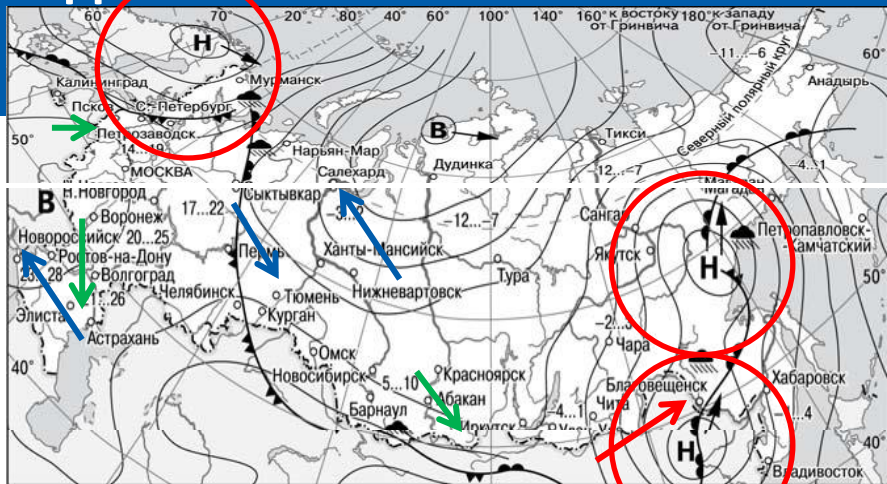 60° 70° 20° 40° 60° 80° 100° 120° 140° 160° к востоку от Гринвича 180° к западу от Гринвича
Н
–11...–6
60°
Калининград
Мурманск
Анадырь
Псков
С.-Петербург
Северный полярный круг
50°
Петрозаводск
В
Тикси
14...19
Нарьян-Мар
МОСКВА
Салехард
Дудинка
–12...–7
–4...1
Магадан
Н.Новгород
Сыктывкар
В
Воронеж
17...22
–12...–7
Сангар
Новороссийск
20...25
Петропавловск-
Камчатский
Ростов-на-Дону
Пермь
Ханты-Мансийск
Якутск
Волгоград
Тура
Н
50°
Челябинск
Тюмень
Нижневартовск
21...26
Элиста
Курган
Астрахань
Чара
Омск
40°
Новосибирск
5...10
Красноярск
Благовещенск
Хабаровск
Барнаул
Абакан
Чита
Иркутск
–4...1
Н
40°
Владивосток